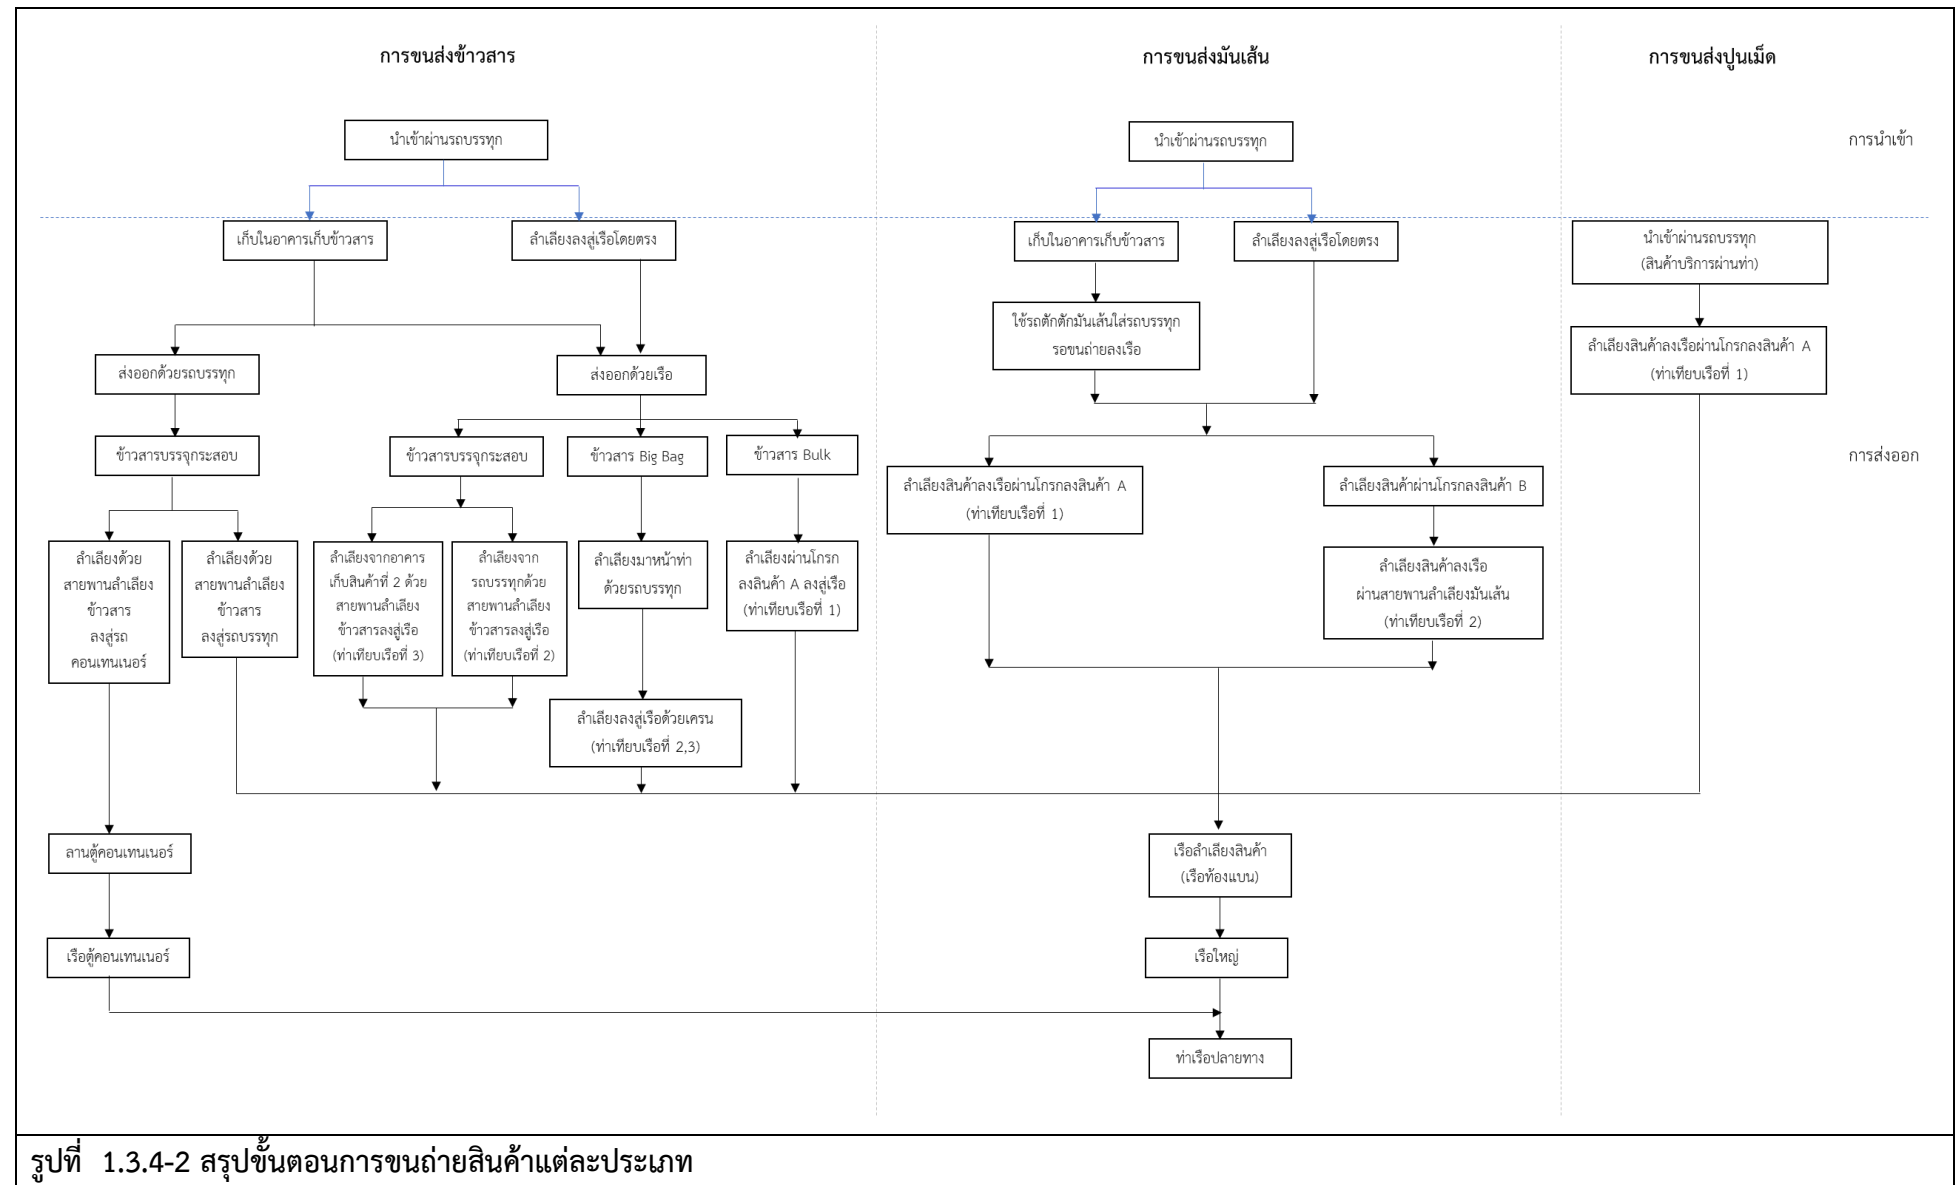 การขนส่งข้าวสาร
การขนส่งมันเส้น
การขนส่งปูนเม็ด
นำเข้าผ่านรถบรรทุก
นำเข้าผ่านรถบรรทุก
การนำเข้า
เก็บในอาคารเก็บข้าวสาร
ลำเลียงลงสู่เรือโดยตรง
เก็บในอาคารเก็บข้าวสาร
ลำเลียงลงสู่เรือโดยตรง
นำเข้าผ่านรถบรรทุก
(สินค้าบริการผ่านท่า)
ใช้รถตักตักมันเส้นใส่รถบรรทุก
รอขนถ่ายลงเรือ
ลำเลียงสินค้าลงเรือผ่านโกรกลงสินค้า A
(ท่าเทียบเรือที่ 1)
ส่งออกด้วยรถบรรทุก
ส่งออกด้วยเรือ
ข้าวสารบรรจุกระสอบ
ข้าวสารบรรจุกระสอบ
ข้าวสาร Big Bag
ข้าวสาร Bulk
การส่งออก
ลำเลียงสินค้าลงเรือผ่านโกรกลงสินค้า A
(ท่าเทียบเรือที่ 1)
ลำเลียงสินค้าผ่านโกรกลงสินค้า B
ลำเลียงด้วย
สายพานลำเลียง
ข้าวสาร
ลงสู่รถ
คอนเทนเนอร์
ลำเลียงด้วย
สายพานลำเลียง
ข้าวสาร
ลงสู่รถบรรทุก
ลำเลียงจากอาคาร
เก็บสินค้าที่ 2 ด้วย
สายพานลำเลียง
ข้าวสารลงสู่เรือ
(ท่าเทียบเรือที่ 3)
ลำเลียงจาก
รถบรรทุกด้วย
สายพานลำเลียง
ข้าวสารลงสู่เรือ
(ท่าเทียบเรือที่ 2)
ลำเลียงมาหน้าท่า
ด้วยรถบรรทุก
ลำเลียงผ่านโกรก
ลงสินค้า A ลงสู่เรือ
(ท่าเทียบเรือที่ 1)
ลำเลียงสินค้าลงเรือ
ผ่านสายพานลำเลียงมันเส้น
(ท่าเทียบเรือที่ 2)
ลำเลียงลงสู่เรือด้วยเครน
(ท่าเทียบเรือที่ 2,3)
ลานตู้คอนเทนเนอร์
เรือลำเลียงสินค้า
(เรือท้องแบน)
เรือตู้คอนเทนเนอร์
เรือใหญ่
ท่าเรือปลายทาง
รูปที่ 1.3.4-2 สรุปขั้นตอนการขนถ่ายสินค้าแต่ละประเภท